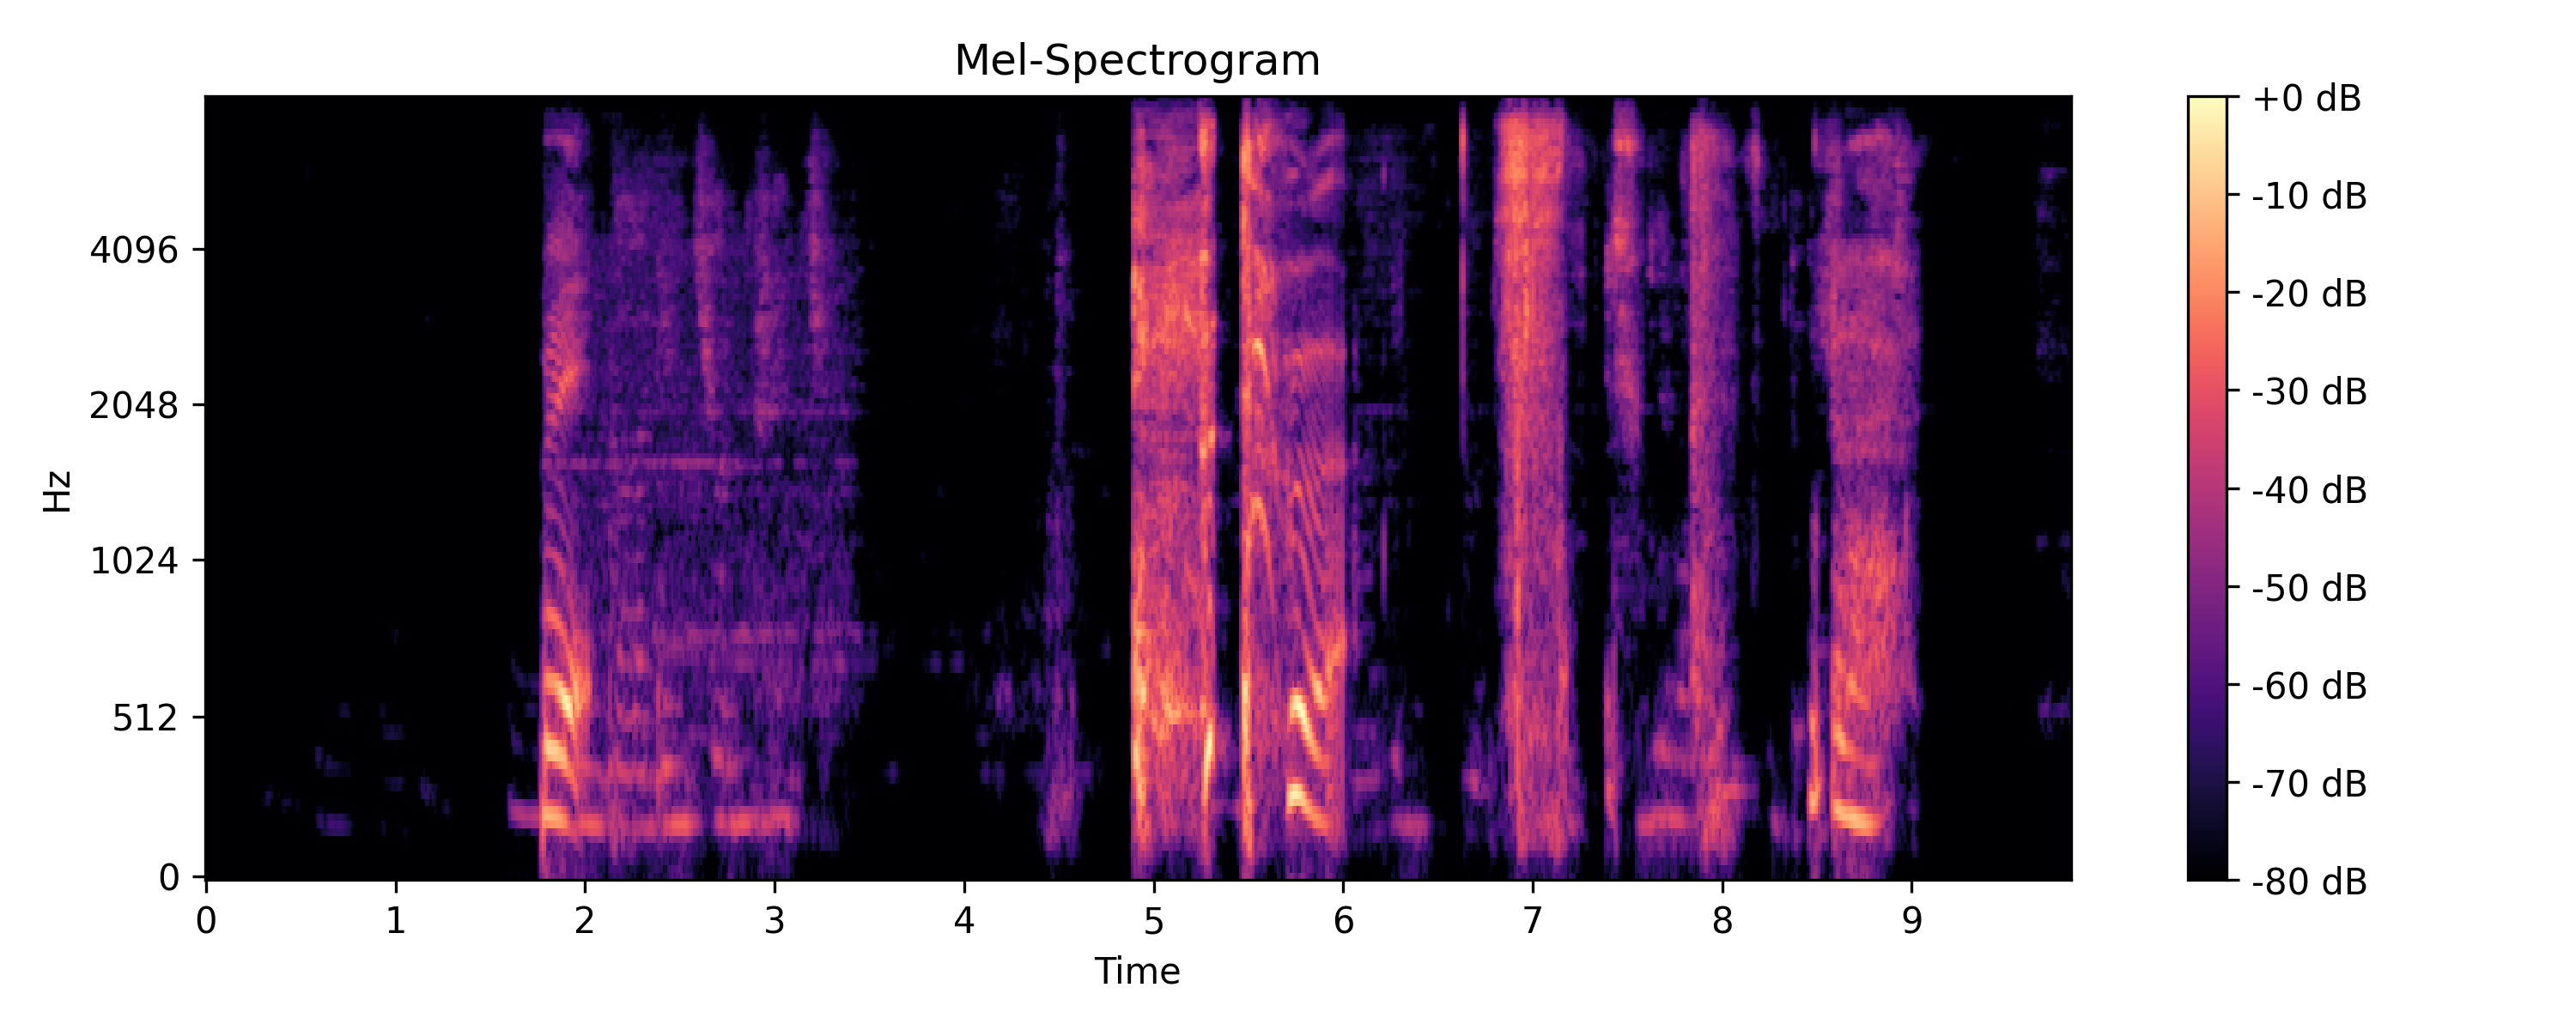 Mel-Spectrogram
+0 dB
-10 dB
-20 dB
-30 dB
-40 dB
-50 dB
-60 dB
-70 dB
-80 dB
Hz
4096
2048
1024
512
0
0 1 2 3 4 5 6 7 8 9
Time